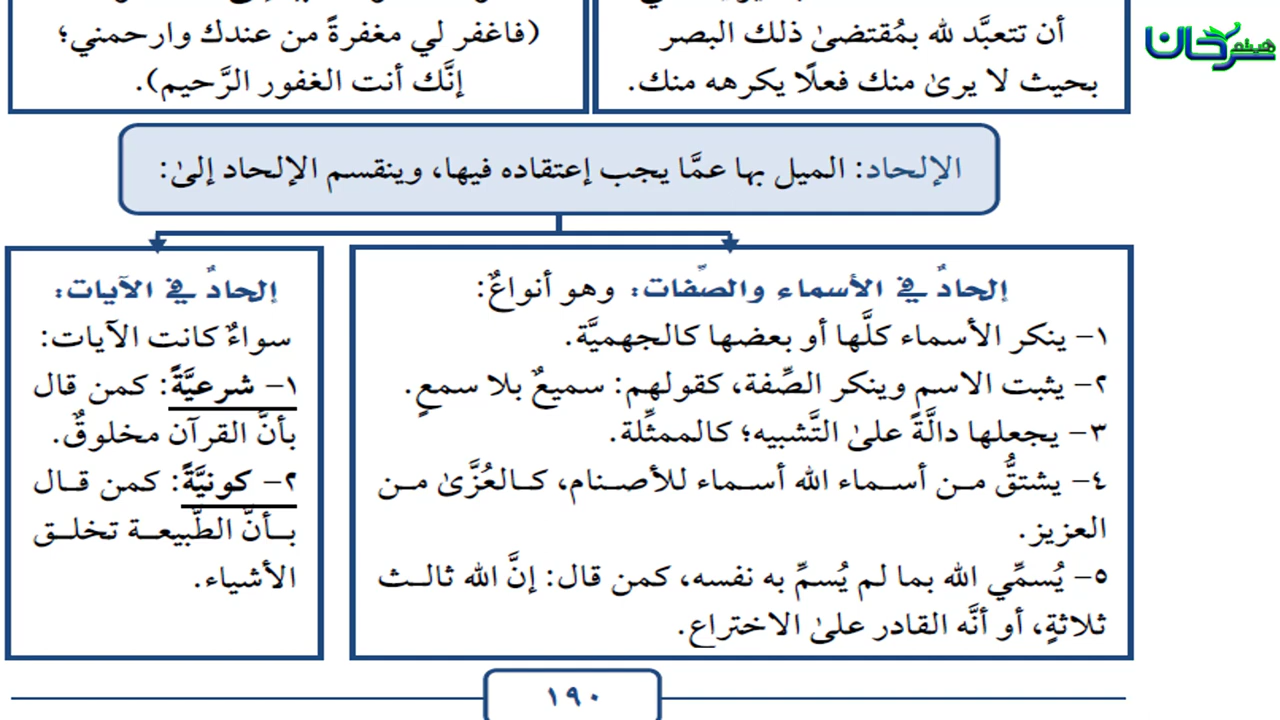 أن تتعبَّد لله بمُقتضىٰ ذلك البصر
بحيث لا يرىٰ منك فعلًا يكرهه منك.
(فاغفر لي مغفرةً من عندك وارحمني؛
إنَّك أنت الغفور الرَّحيم).
هيثم
سرحان
الإلحاد: الميل بها عمَّا يجب إعتقاده فيها، وينقسم الإلحاد إلىٰ:
إلحادٌ في الأسماء والصِّفات: وهو أنواعٌ:
١- ينكر الأسماء كلَّها أو بعضها كالجهميَّة.
٢- يثبت الاسم وينكر الصِّفة، كقولهم: سميعٌ بلا سمعٍ.
٣- يجعلها دالَّةً علىٰ التَّشبيه؛ كالممثِّلة.
٤- يشتقُّ من أسماء الله أسماء للأصنام، كالعُزَّىٰ من
العزيز.
٥- يُسمِّي الله بما لم يُسمِّ به نفسه، كمن قال: إنَّ الله ثالث
ثلاثةٍ، أو أنَّه القادر علىٰ الاختراع.
إلحادٌ في الآيات:
سواءٌ كانت الآيات:
١- شرعيَّةً: كمن قال
بأنَّ القرآن مخلوقٌ.
٢- كونيَّةً: كمن قال
بأنَّ الطَّبيعة تخلق
الأشياء.
١٩٠